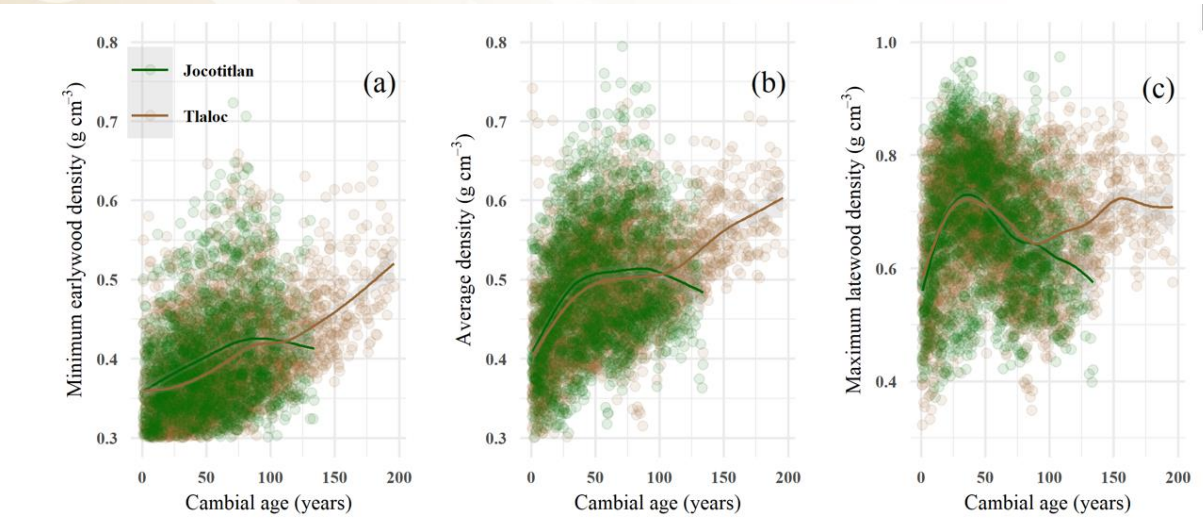 Minimum earlywood density (g cm⁻³)
0.8
0.7
0.6
0.5
0.4
0.3
Jocotitlan
Tlaloc
(a)
0 50 100 150 200
Cambial age (years)
Average density (g cm⁻³)
0.8
0.7
0.6
0.5
0.4
0.3
(b)
0 50 100 150 200
Cambial age (years)
Maximum latewood density (g cm⁻³)
1.0
0.8
0.6
0.4
(c)
0 50 100 150 200
Cambial age (years)